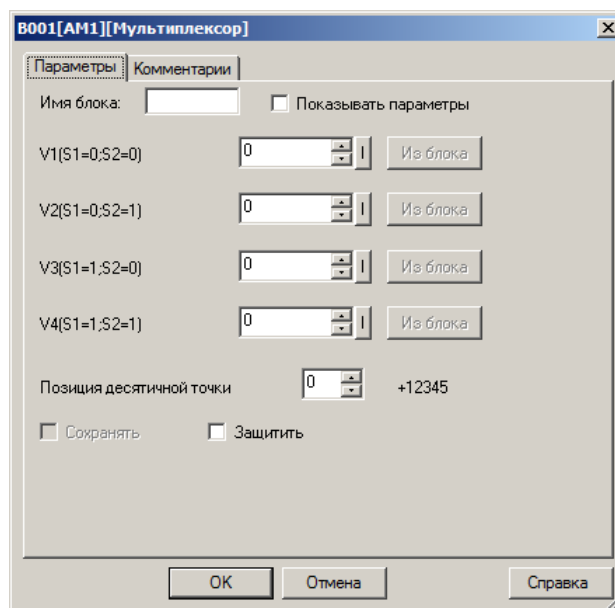 B001[AM1][Мультиплексор]
Параметры Комментарии
Имя блока: Показывать параметры
V1(S1=0;S2=0) 0 I Из блока
V2(S1=0;S2=1) 0 I Из блока
V3(S1=1;S2=0) 0 I Из блока
V4(S1=1;S2=1) 0 I Из блока
Позиция десятичной точки 0 +12345
Сохранять Защитить
OK Отмена Справка